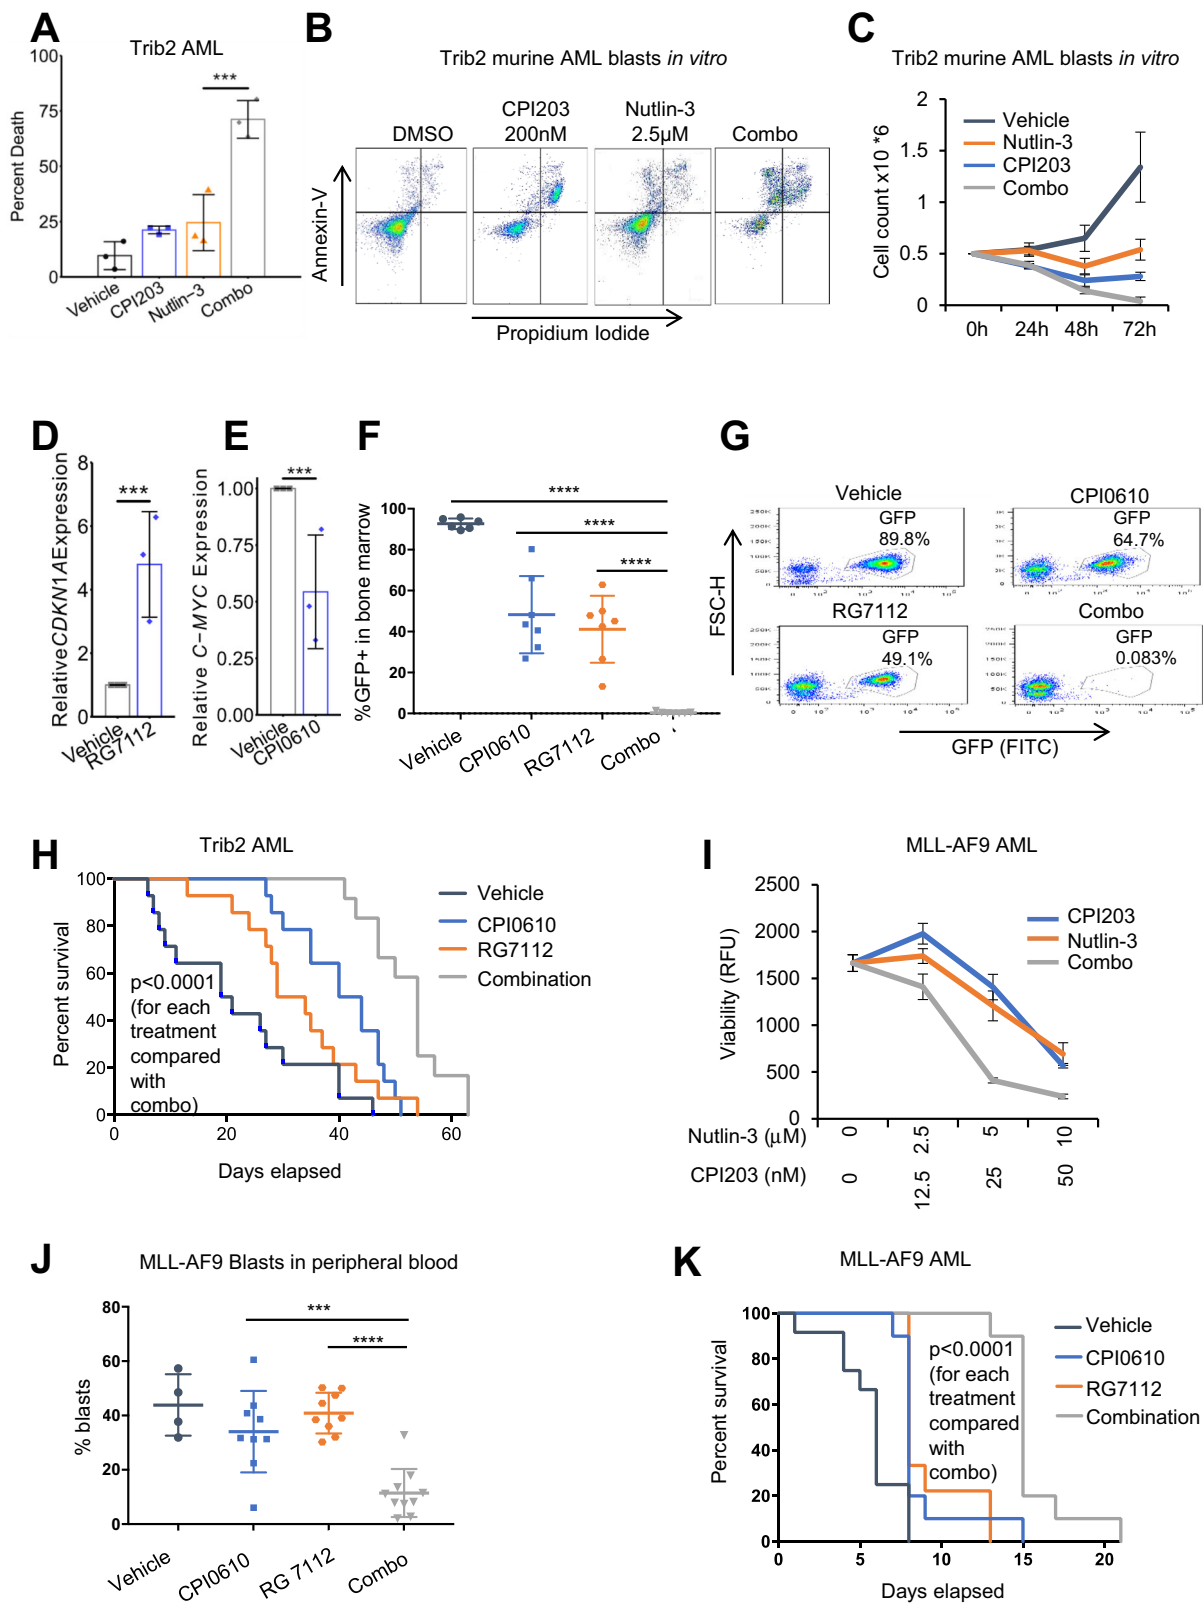 A
Trib2 AML
Percent Death
100
75
50
25
0
***
Vehicle
CPI203
Nutlin-3
Combo
B
Trib2 murine AML blasts in vitro
DMSO
CPI203
200nM
Nutlin-3
2.5µM
Combo
Annexin-V
Propidium Iodide
C
Trib2 murine AML blasts in vitro
Cell count x10 *6
2
1.5
1
0.5
0
Vehicle
Nutlin-3
CPI203
Combo
0h 24h 48h 72h
D
Relative CDKN1A Expression
8
6
4
2
0
***
Vehicle
RG7112
E
Relative C-MYC Expression
1.00
0.75
0.50
0.25
0.00
***
Vehicle
CPI0610
F
%GFP+ in bone marrow
100
80
60
40
20
0
****
****
****
Vehicle
CPI0610
RG7112
Combo
G
Vehicle
GFP
89.8%
CPI0610
GFP
64.7%
RG7112
GFP
49.1%
Combo
GFP
0.083%
FSC-H
GFP (FITC)
H
Trib2 AML
Percent survival
100
80
60
40
20
0
p<0.0001
(for each
treatment
compared
with
combo)
Vehicle
CPI0610
RG7112
Combination
0 20 40 60
Days elapsed
I
MLL-AF9 AML
Viability (RFU)
2500
2000
1500
1000
500
0
CPI203
Nutlin-3
Combo
Nutlin-3 (µM) 0 2.5 5 10
CPI203 (nM) 0 12.5 25 50
J
MLL-AF9 Blasts in peripheral blood
% blasts
80
60
40
20
0
***
****
Vehicle
CPI0610
RG 7112
Combo
K
MLL-AF9 AML
Percent survival
100
80
60
40
20
0
p<0.0001
(for each
treatment
compared
with
combo)
Vehicle
CPI0610
RG7112
Combination
0 5 10 15 20
Days elapsed